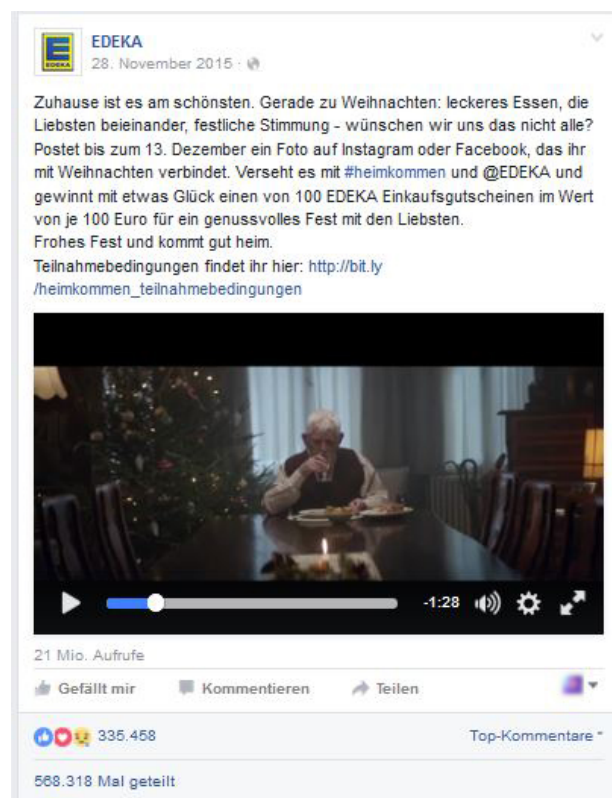 EDEKA
EDEKA
28. November 2015 ·
Zuhause ist es am schönsten. Gerade zu Weihnachten: leckeres Essen, die
Liebsten beieinander, festliche Stimmung - wünschen wir uns das nicht alle?
Postet bis zum 13. Dezember ein Foto auf Instagram oder Facebook, das ihr
mit Weihnachten verbindet. Verseht es mit #heimkommen und @EDEKA und
gewinnt mit etwas Glück einen von 100 EDEKA Einkaufsgutscheinen im Wert
von je 100 Euro für ein genussvolles Fest mit den Liebsten.
Frohes Fest und kommt gut heim.
Teilnahmebedingungen findet ihr hier: http://bit.ly
/heimkommen_teilnahmebedingungen
-1:28
21 Mio. Aufrufe
Gefällt mir Kommentieren Teilen
335.458 Top-Kommentare
568.318 Mal geteilt